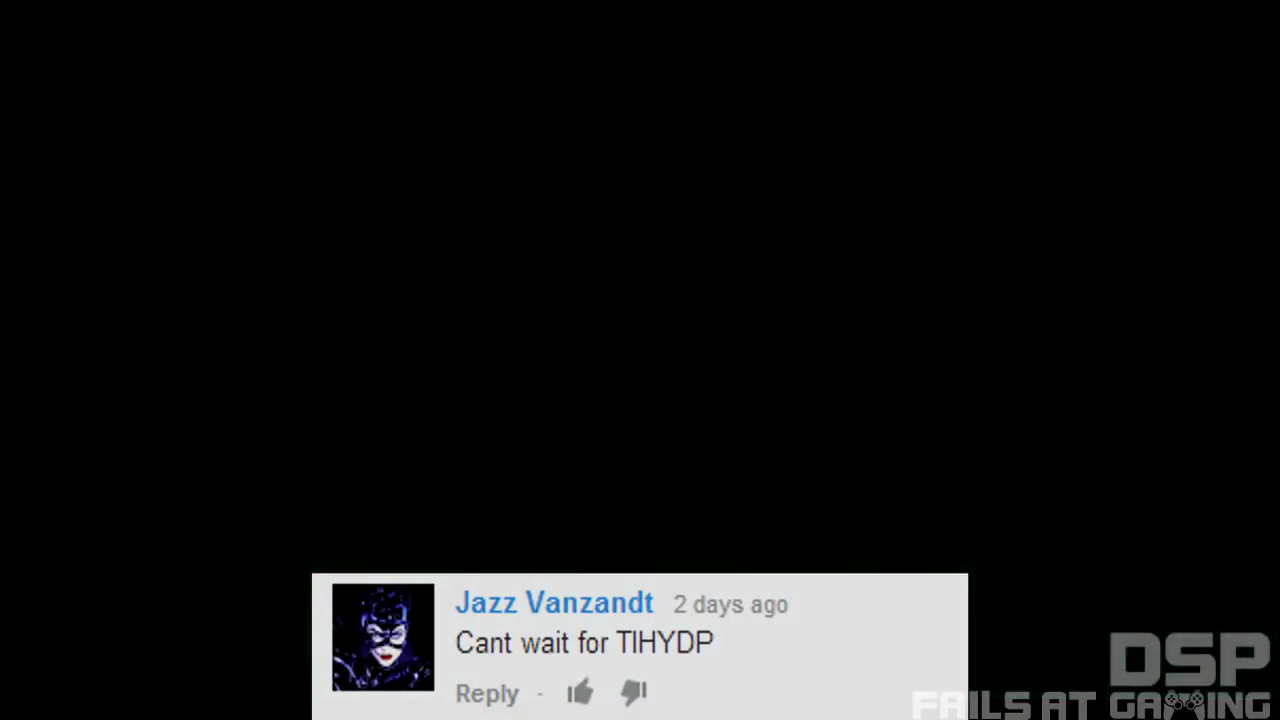 Jazz Vanzandt 2 days ago
Cant wait for TIHYDP
Reply ·
DSP
FAILS AT GAMING